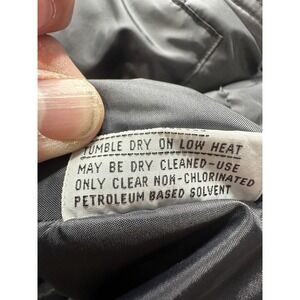 TUMBLE DRY ON LOW HEAT
MAY BE DRY CLEANED-USE
ONLY CLEAR NON-CHLORINATED
PETROLEUM BASED SOLVENT